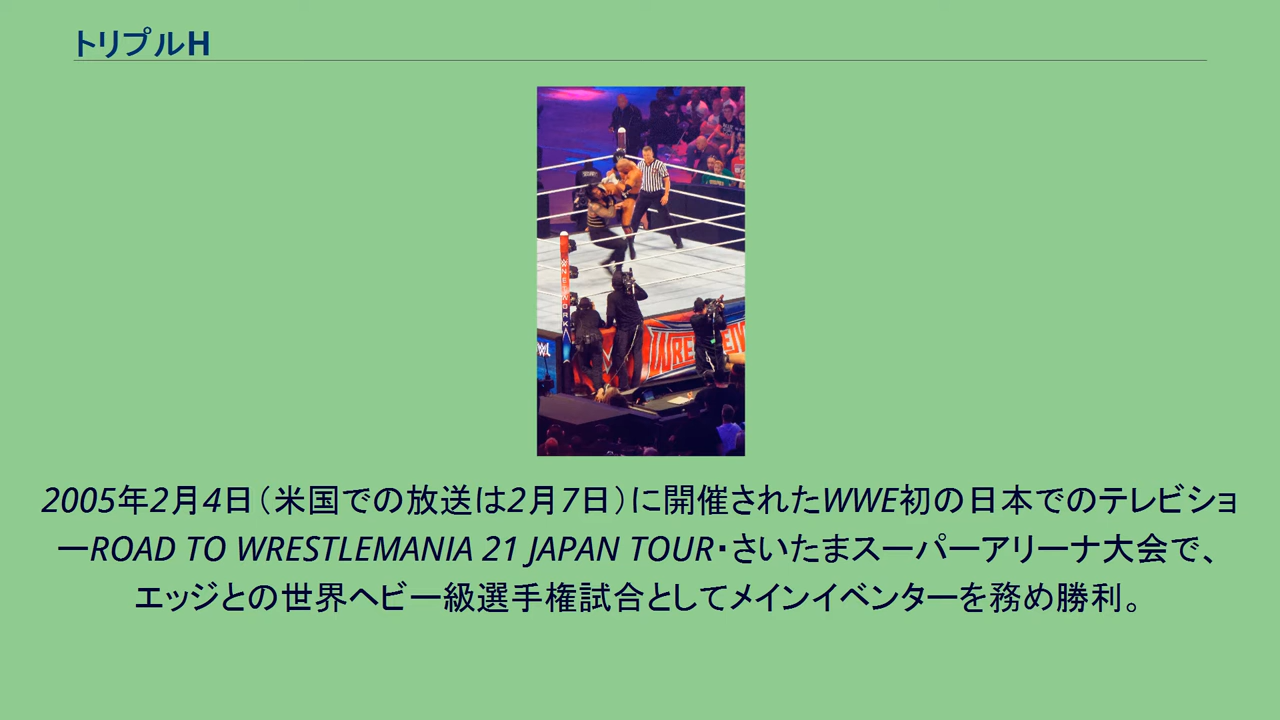 トリプルH
NETWORK
WRESTLEM
2005年2月4日（米国での放送は2月7日）に開催されたWWE初の日本でのテレビショ
ーROAD TO WRESTLEMANIA 21 JAPAN TOUR・さいたまスーパーアリーナ大会で、
エッジとの世界ヘビー級選手権試合としてメインイベンターを務め勝利。